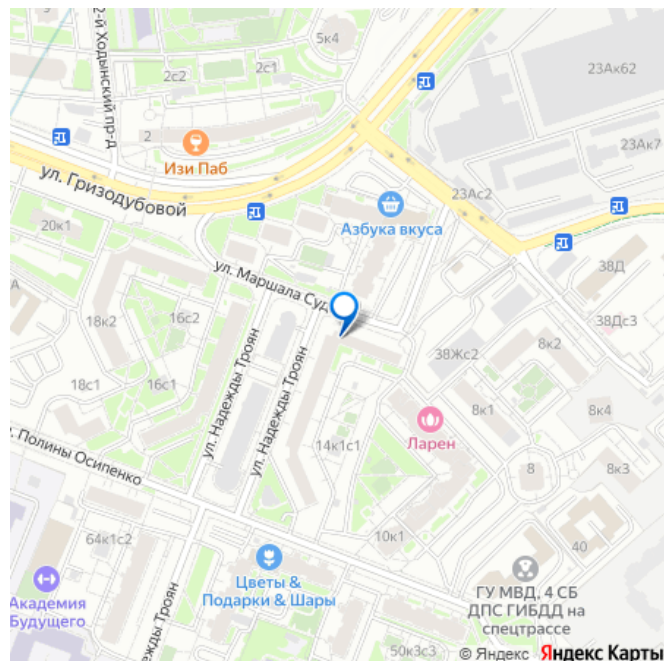 2-й Ходынский пр-д
5к4
2с2
2с1
23Ак62
2
Изи Паб
23Ак7
ул. Гризодубовой
23Ас2
20к1
Азбука вкуса
38Д
ул. Маршала Суд
16с2
18к2
38Дс3
ул. Надежды Троян
ул. Надежды Троян
38Жс2
8к2
18с1
16с1
8к1
8к4
Ларен
14к1с1
. Полины Осипенко
8
8к3
10к1
64к1с2
40
Цветы &
Подарки & Шары
Академия
Будущего
ГУ МВД, 4 СБ
ДПС ГИБДД на
спецтрассе
ежды Троян
50к3с3
© Яндекс Яндекс Карты